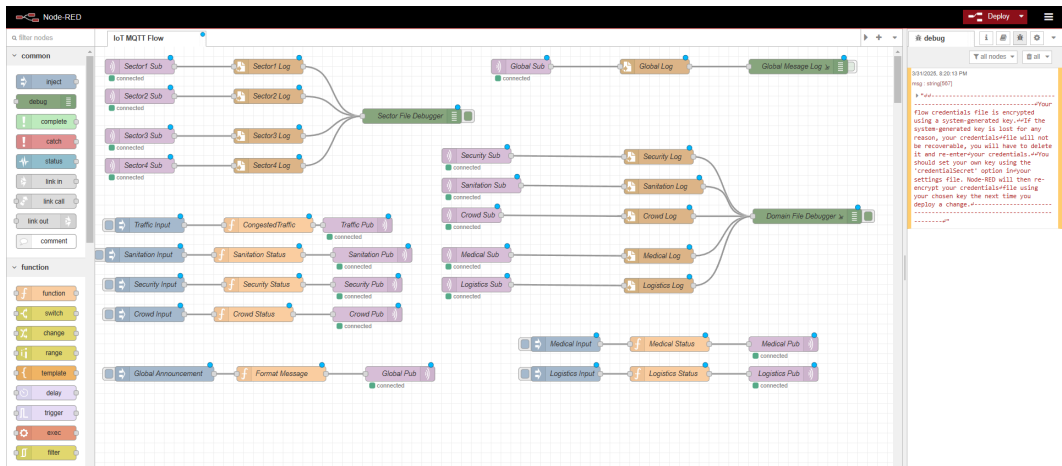 Node-RED
Deploy
filter nodes
IoT MQTT Flow
debug
i
all nodes
all
common
inject
debug
complete
catch
status
link in
link call
link out
comment
function
function
switch
change
range
template
delay
trigger
exec
filter
Sector1 Sub
connected
Sector1 Log
Sector2 Sub
connected
Sector2 Log
Sector3 Sub
connected
Sector3 Log
Sector4 Sub
connected
Sector4 Log
Sector File Debugger
Global Sub
connected
Global Log
Global Mesage Log
Security Sub
connected
Security Log
Sanitation Sub
connected
Sanitation Log
Crowd Sub
connected
Crowd Log
Domain File Debugger
Medical Sub
connected
Medical Log
Logistics Sub
connected
Logistics Log
Traffic Input
CongestedTraffic
Traffic Pub
connected
Sanitation Input
Sanitation Status
Sanitation Pub
connected
Security Input
Security Status
Security Pub
connected
Crowd Input
Crowd Status
Crowd Pub
connected
Medical Input
Medical Status
Medical Pub
connected
Global Announcement
Format Message
Global Pub
connected
Logistics Input
Logistics Status
Logistics Pub
connected
3/31/2025, 8:20:13 PM
msg : string[567]
"↵↵---------------------------------
---------------------------------↵Your
flow credentials file is encrypted
using a system-generated key.↵↵If the
system-generated key is lost for any
reason, your credentials↵file will not
be recoverable, you will have to delete
it and re-enter↵your credentials.↵↵You
should set your own key using the
'credentialSecret' option in↵your
settings file. Node-RED will then re-
encrypt your credentials↵file using
your chosen key the next time you
deploy a change.↵---------------------
---------------------------------------
--------↵"